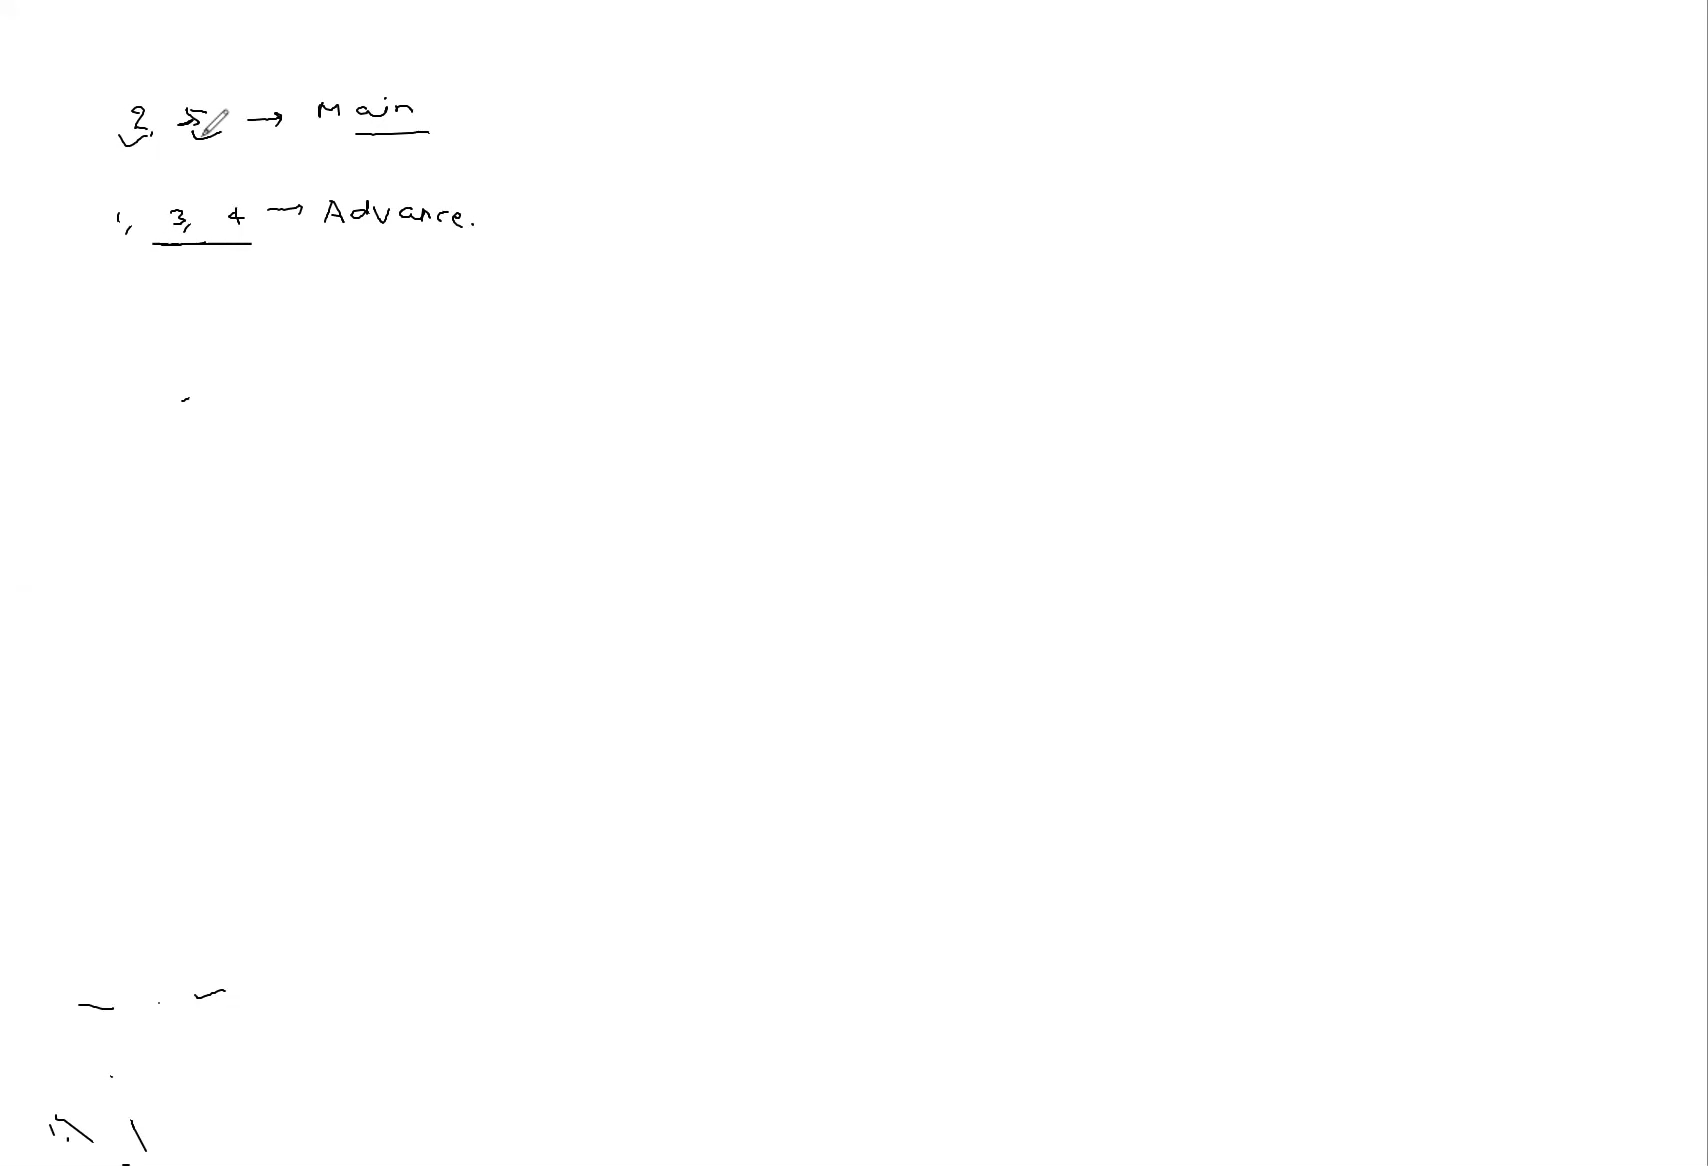 2, 5 → Main
1, 3, 4 → Advance.